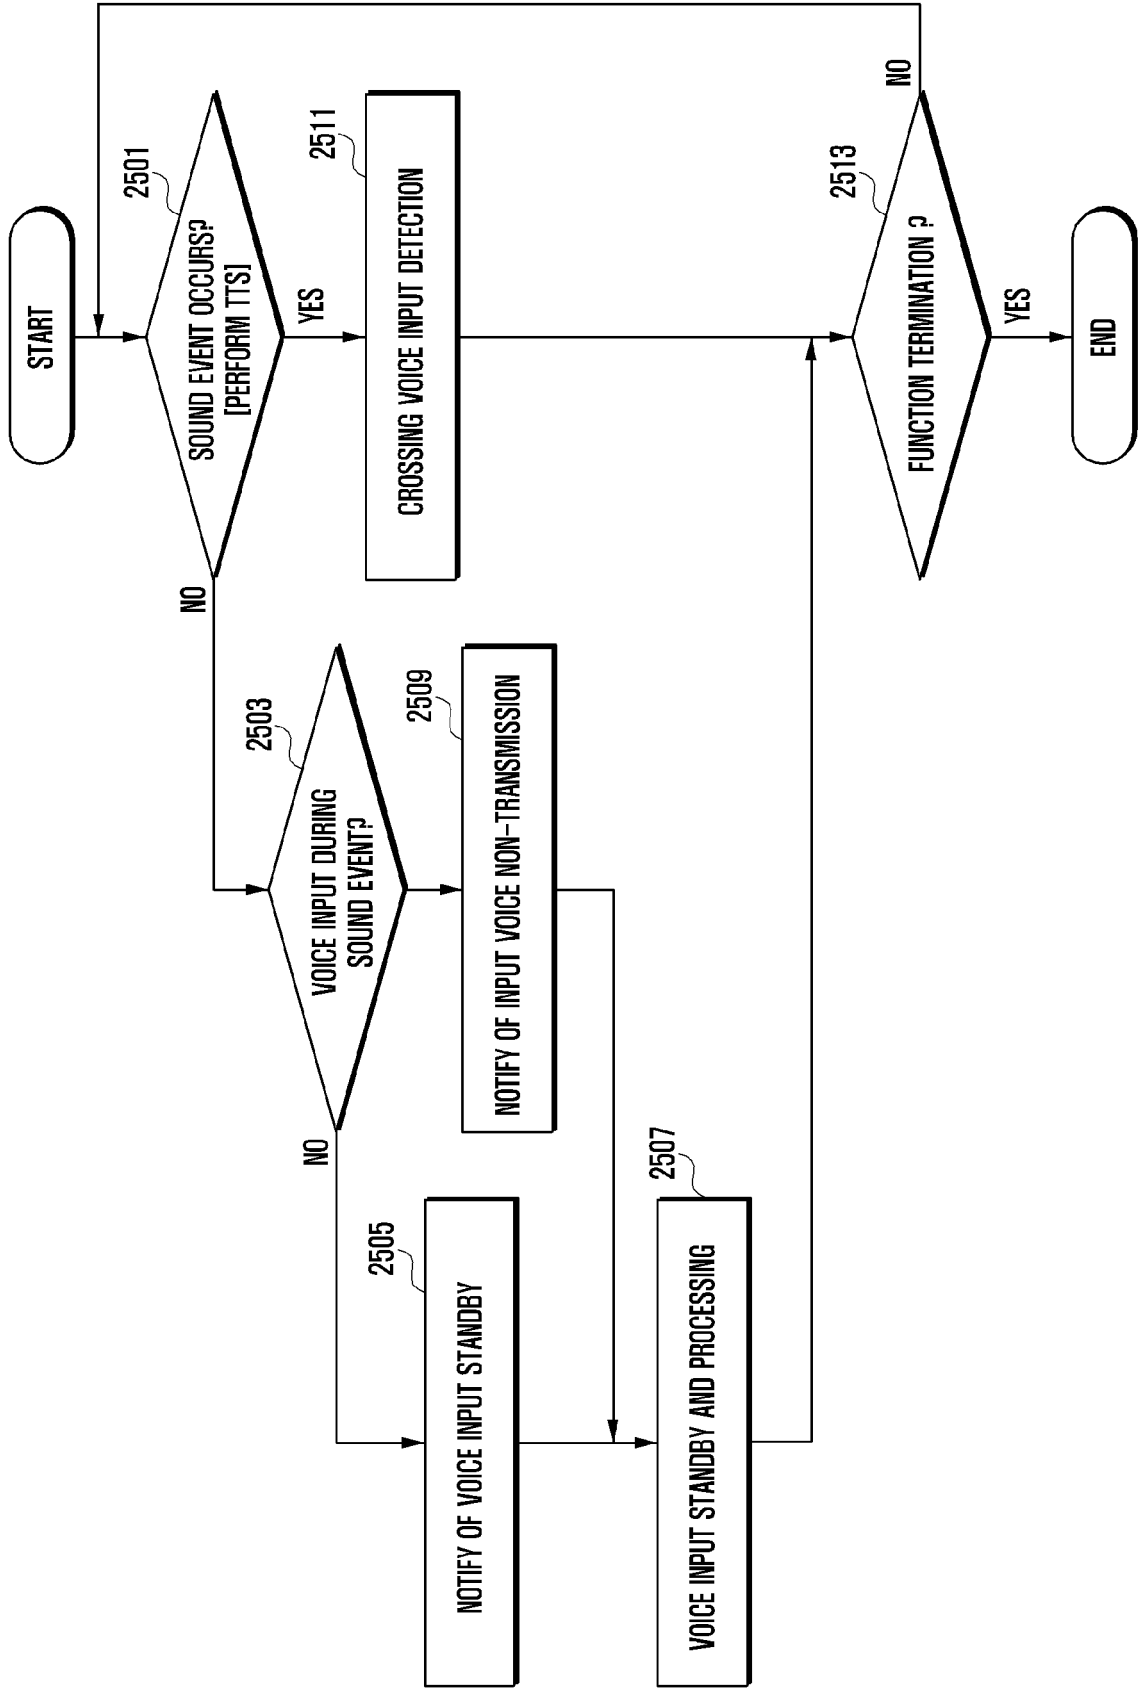 START
2501
SOUND EVENT OCCURS?
[PERFORM TTS]
NO
YES
2511
CROSSING VOICE INPUT DETECTION
2503
VOICE INPUT DURING
SOUND EVENT?
NO
2509
NOTIFY OF INPUT VOICE NON-TRANSMISSION
2505
NOTIFY OF VOICE INPUT STANDBY
2507
VOICE INPUT STANDBY AND PROCESSING
2513
FUNCTION TERMINATION ?
NO
YES
END